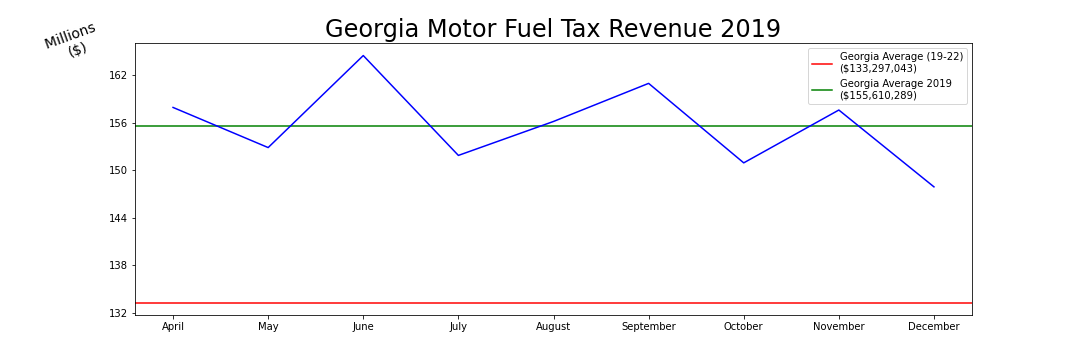 Georgia Motor Fuel Tax Revenue 2019
Millions
($)
Georgia Average (19-22)
($133,297,043)
Georgia Average 2019
($155,610,289)
162
156
150
144
138
132
April May June July August September October November December